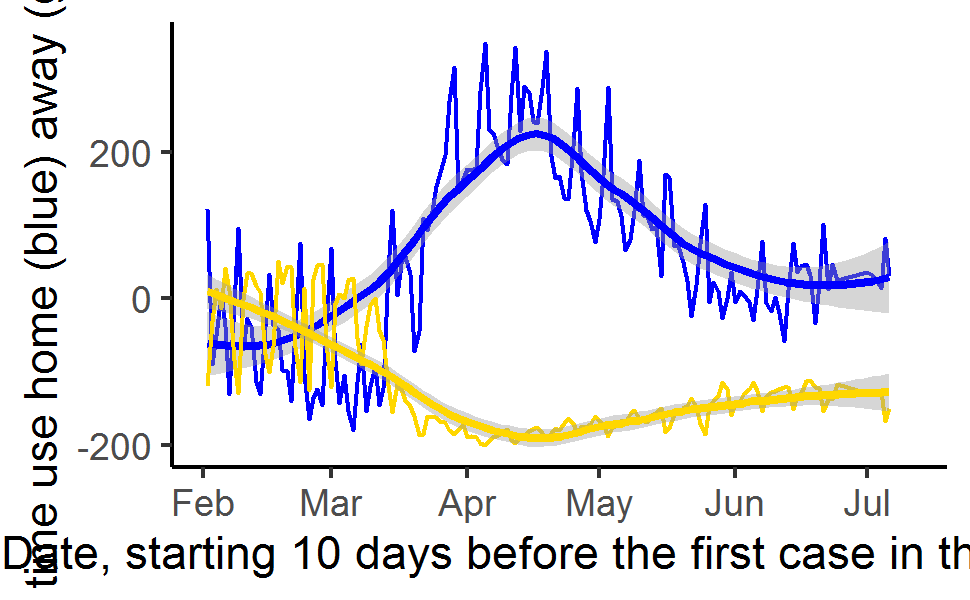 time use home (blue) away (
200
0
-200
Feb Mar Apr May Jun Jul
Date, starting 10 days before the first case in th